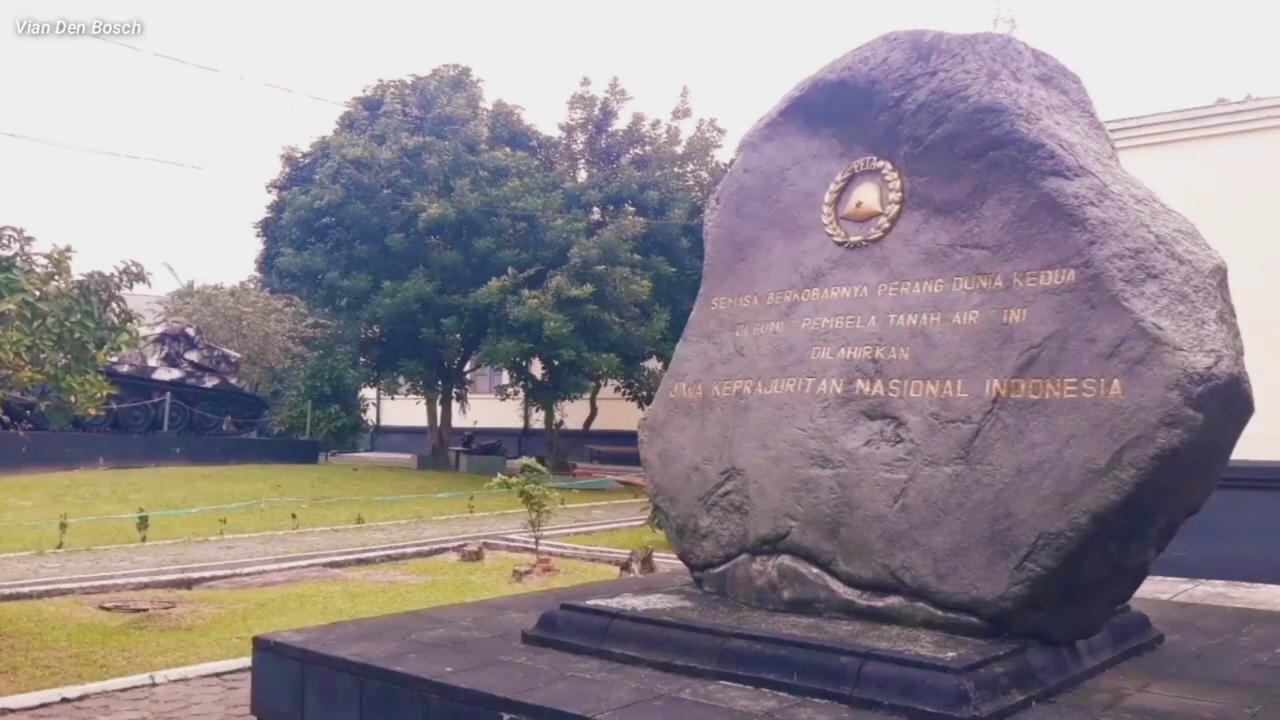 Vian Den Bosch
PETA
SEMASA BERKOBARNYA PERANG DUNIA KEDUA
DI BUMI "PEMBELA TANAH AIR" INI
DILAHIRKAN
JIWA KEPRAJURITAN NASIONAL INDONESIA